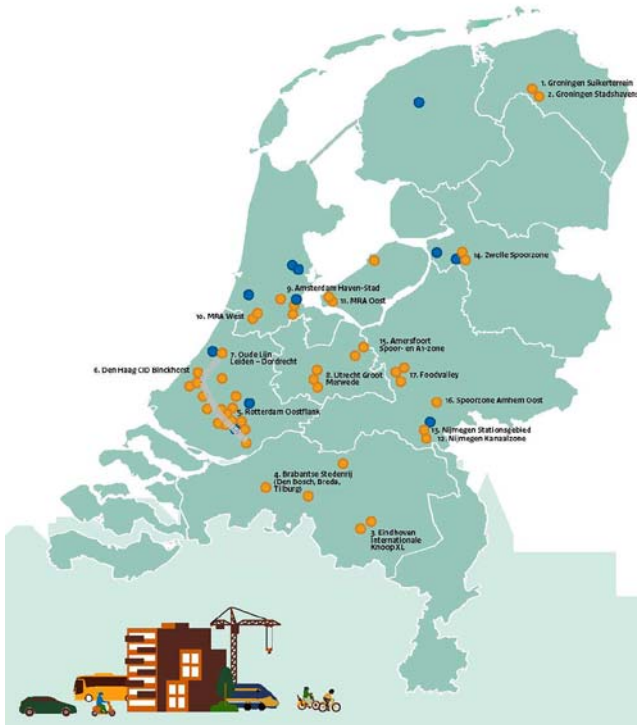 1. Groningen Suikerterrein
2. Groningen Stadshavens
14. Zwolle Spoorzone
9. Amsterdam Haven-Stad
11. MRA Oost
10. MRA West
15. Amersfoort
Spoor- en A1-zone
7. Oude Lijn
Leiden – Dordrecht
6. Den Haag CID Binckhorst
8. Utrecht Groot
Merwede
17. Foodvalley
16. Spoorzone Arnhem Oost
5. Rotterdam Oostflank
13. Nijmegen Stationsgebied
12. Nijmegen Kanaalzone
4. Brabantse Stedenrij
(Den Bosch, Breda,
Tilburg)
3. Eindhoven
Internationale
Knoop XL